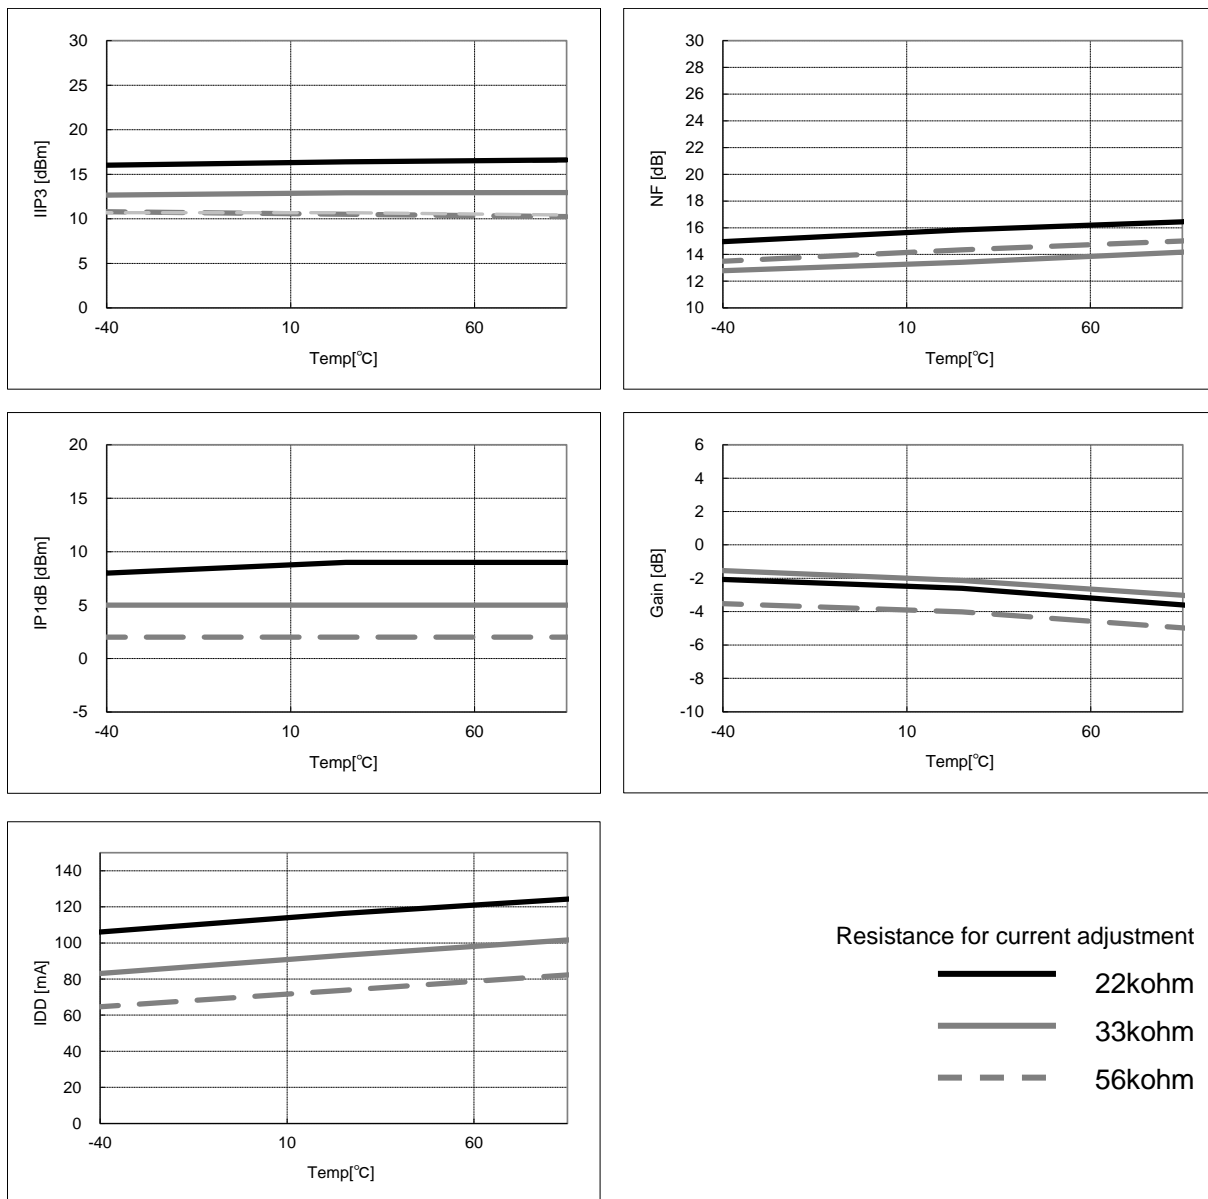 30
25
20
15
10
5
0
IIP3 [dBm]
-40 10 60
Temp[℃]
30
28
26
24
22
20
18
16
14
12
10
NF [dB]
-40 10 60
Temp[℃]
20
15
10
5
0
-5
IP1dB [dBm]
-40 10 60
Temp[℃]
6
4
2
0
-2
-4
-6
-8
-10
Gain [dB]
-40 10 60
Temp[℃]
140
120
100
80
60
40
20
0
IDD [mA]
-40 10 60
Temp[℃]
Resistance for current adjustment
22kohm
33kohm
56kohm